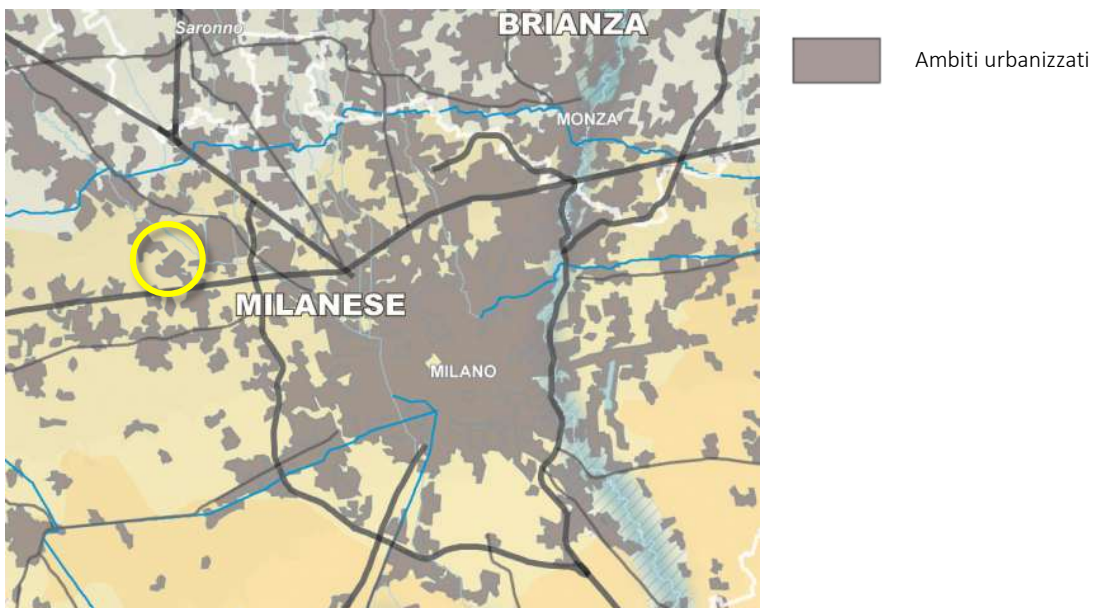 BRIANZA
Saronno
Ambiti urbanizzati
MONZA
MILANESE
MILANO